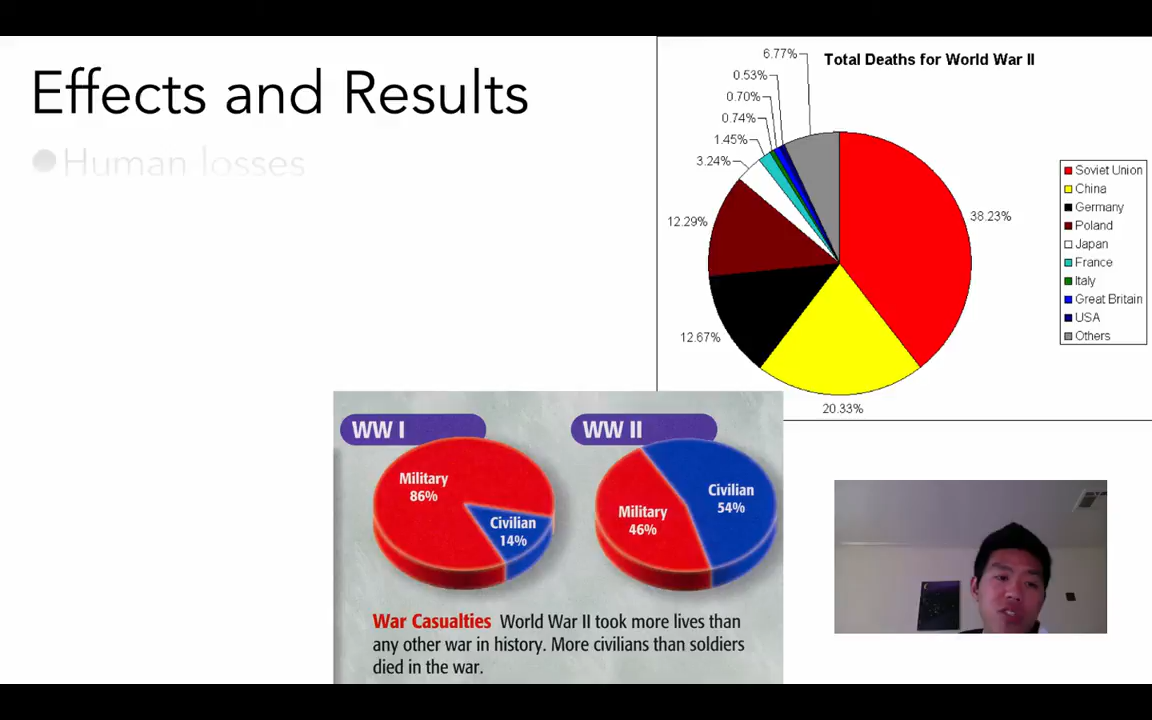 Effects and Results
Human losses
Total Deaths for World War II
6.77%
0.53%
0.70%
0.74%
1.45%
3.24%
12.29%
12.67%
20.33%
38.23%
Soviet Union
China
Germany
Poland
Japan
France
Italy
Great Britain
USA
Others
WW I
Military
86%
Civilian
14%
WW II
Military
46%
Civilian
54%
War Casualties World War II took more lives than
any other war in history. More civilians than soldiers
died in the war.